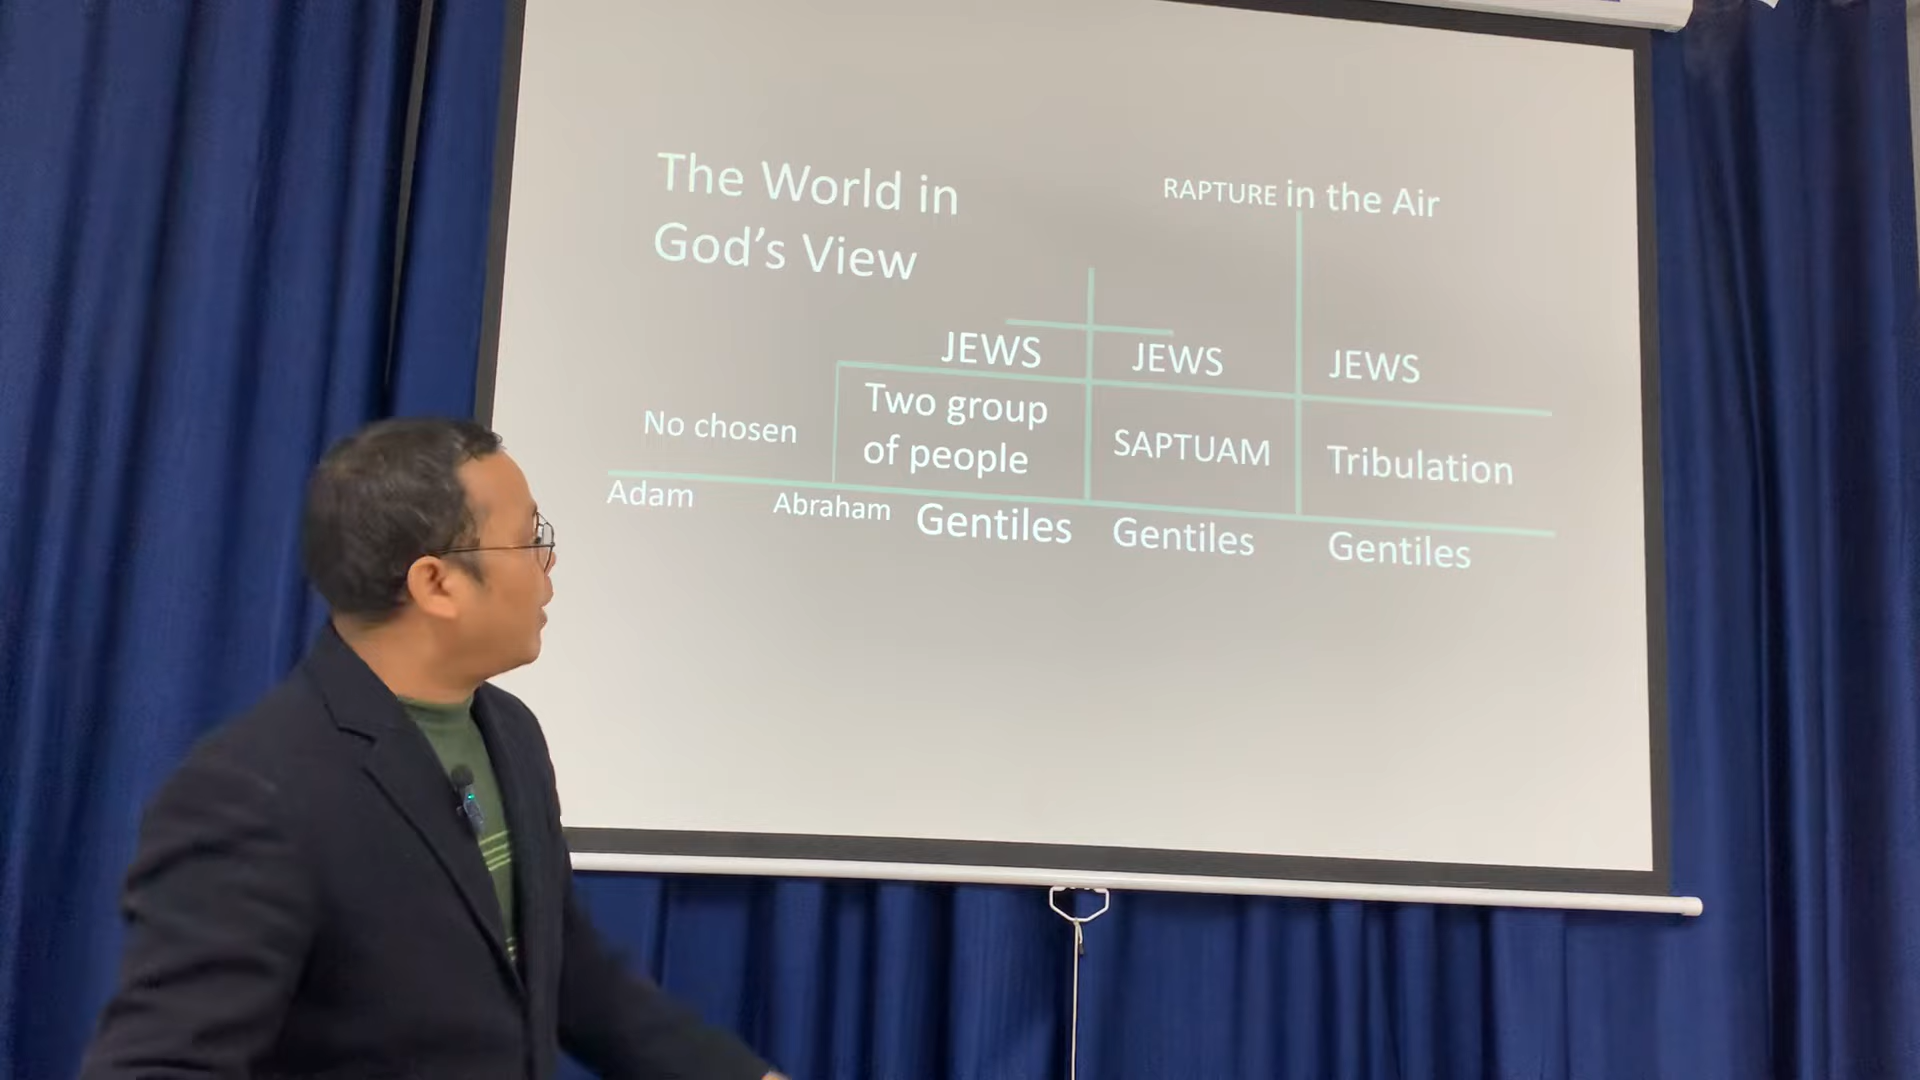 The World in
God's View
RAPTURE in the Air
JEWS
JEWS
JEWS
No chosen
Two group
of people
SAPTUAM
Tribulation
Adam
Abraham
Gentiles
Gentiles
Gentiles